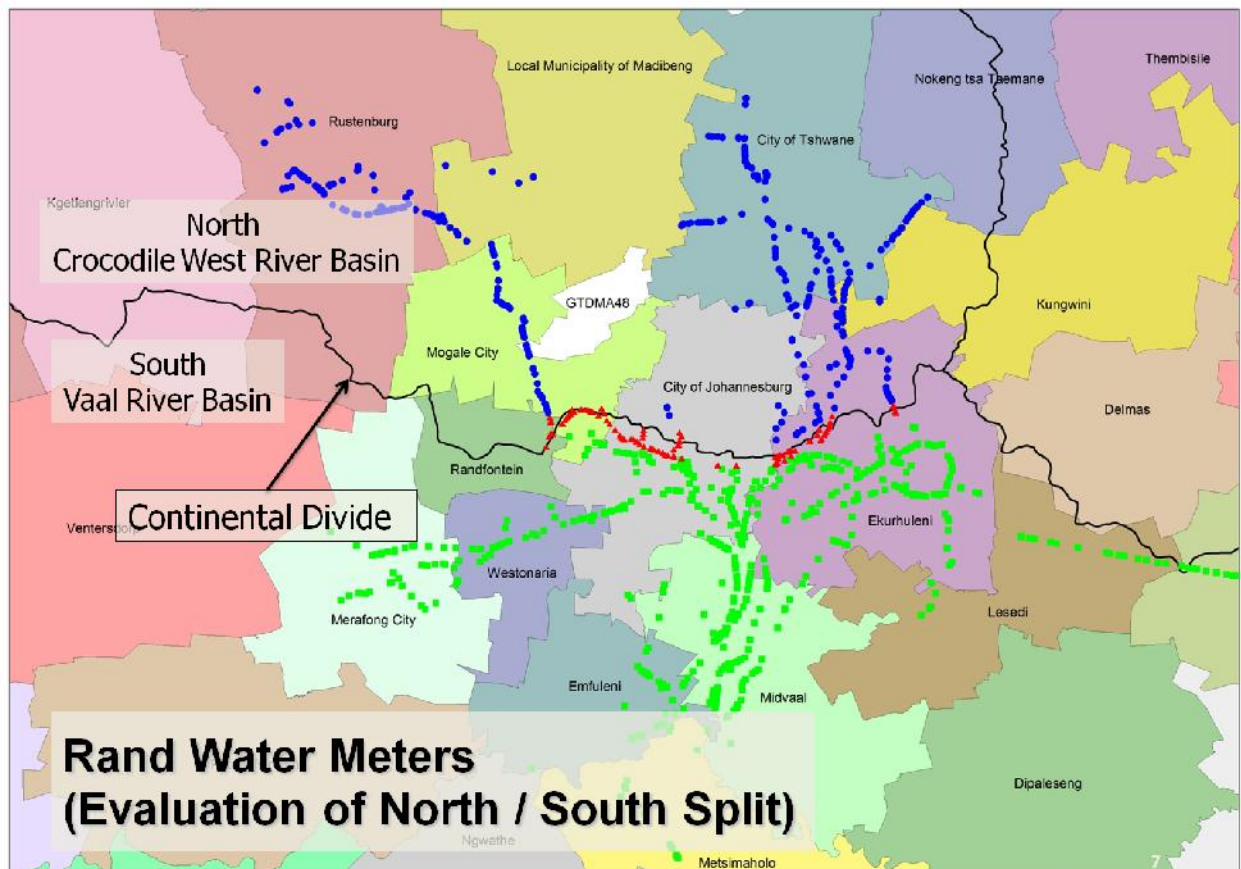 Local Municipality of Madibeng
Thembisile
Nokeng tsa Taemane
Rustenburg
City of Tshwane
Kgetlengrivier
North
Crocodile West River Basin
GTDMA48
Kungwini
South
Vaal River Basin
Mogale City
City of Johannesburg
Delmas
Randfontein
Continental Divide
Ventersdorp
Ekurhuleni
Westonaria
Lesedi
Merafong City
Emfuleni
Midvaal
Rand Water Meters
(Evaluation of North / South Split)
Dipaleseng
Ngwathe
Metsimaholo
7